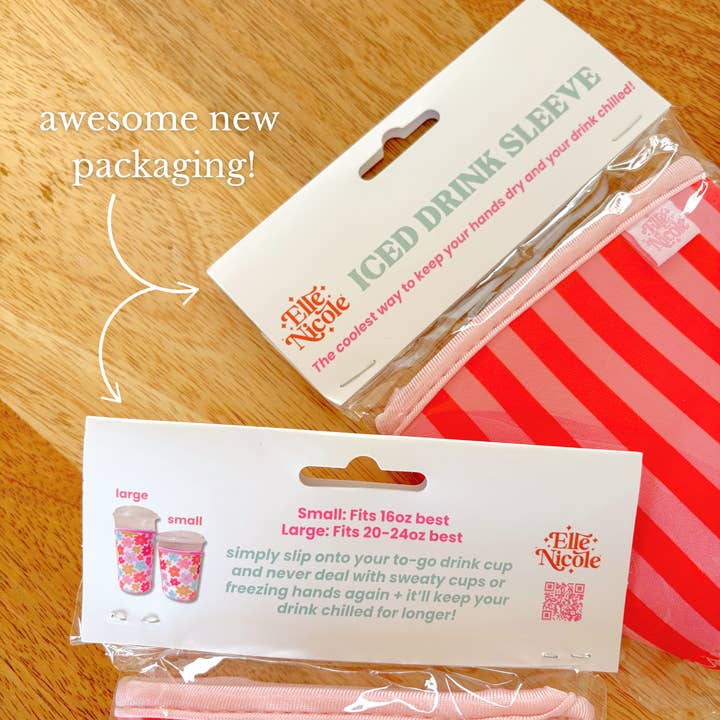 awesome new
packaging!
ICED DRINK SLEEVE
The coolest way to keep your hands dry and your drink chilled!
Elle
Nicole
Elle
Nicole
large
small
Small: Fits 16oz best
Large: Fits 20-24oz best
simply slip onto your to-go drink cup
and never deal with sweaty cups or
freezing hands again + it'll keep your
drink chilled for longer!
Elle
Nicole